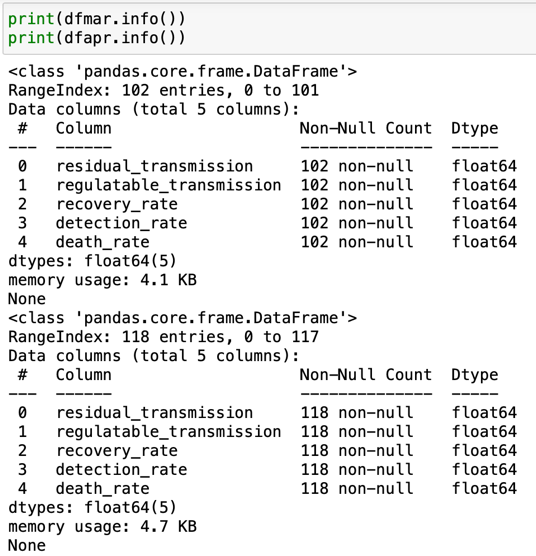 print(dfmar.info())
print(dfapr.info())
<class 'pandas.core.frame.DataFrame'>
RangeIndex: 102 entries, 0 to 101
Data columns (total 5 columns):
 #   Column                    Non-Null Count  Dtype
---  ------                    --------------  -----
 0   residual_transmission     102 non-null    float64
 1   regulatable_transmission  102 non-null    float64
 2   recovery_rate             102 non-null    float64
 3   detection_rate            102 non-null    float64
 4   death_rate                102 non-null    float64
dtypes: float64(5)
memory usage: 4.1 KB
None
<class 'pandas.core.frame.DataFrame'>
RangeIndex: 118 entries, 0 to 117
Data columns (total 5 columns):
 #   Column                    Non-Null Count  Dtype
---  ------                    --------------  -----
 0   residual_transmission     118 non-null    float64
 1   regulatable_transmission  118 non-null    float64
 2   recovery_rate             118 non-null    float64
 3   detection_rate            118 non-null    float64
 4   death_rate                118 non-null    float64
dtypes: float64(5)
memory usage: 4.7 KB
None